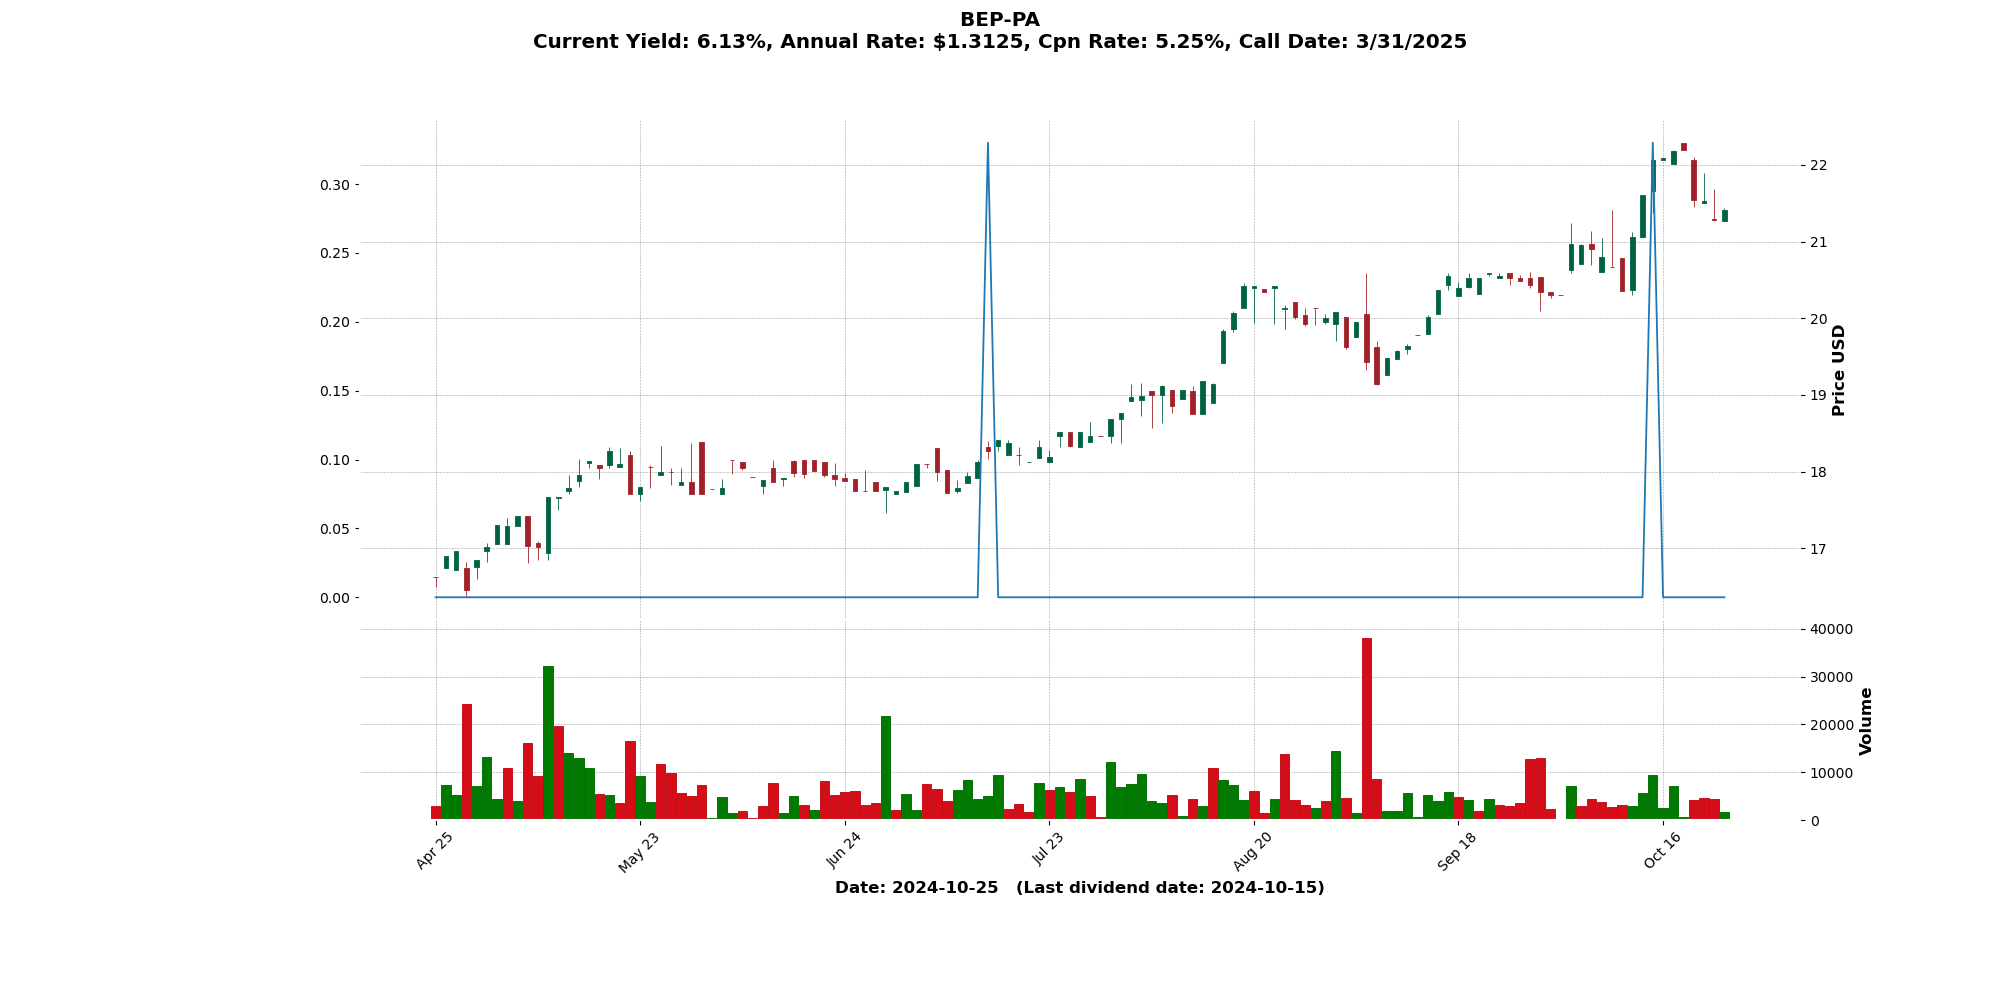 BEP-PA
Current Yield: 6.13%, Annual Rate: $1.3125, Cpn Rate: 5.25%, Call Date: 3/31/2025
0.30
0.25
0.20
0.15
0.10
0.05
0.00
22
21
20
19
18
17
Price USD
40000
30000
20000
10000
0
Volume
Apr 25
May 23
Jun 24
Jul 23
Aug 20
Sep 18
Oct 16
Date: 2024-10-25   (Last dividend date: 2024-10-15)